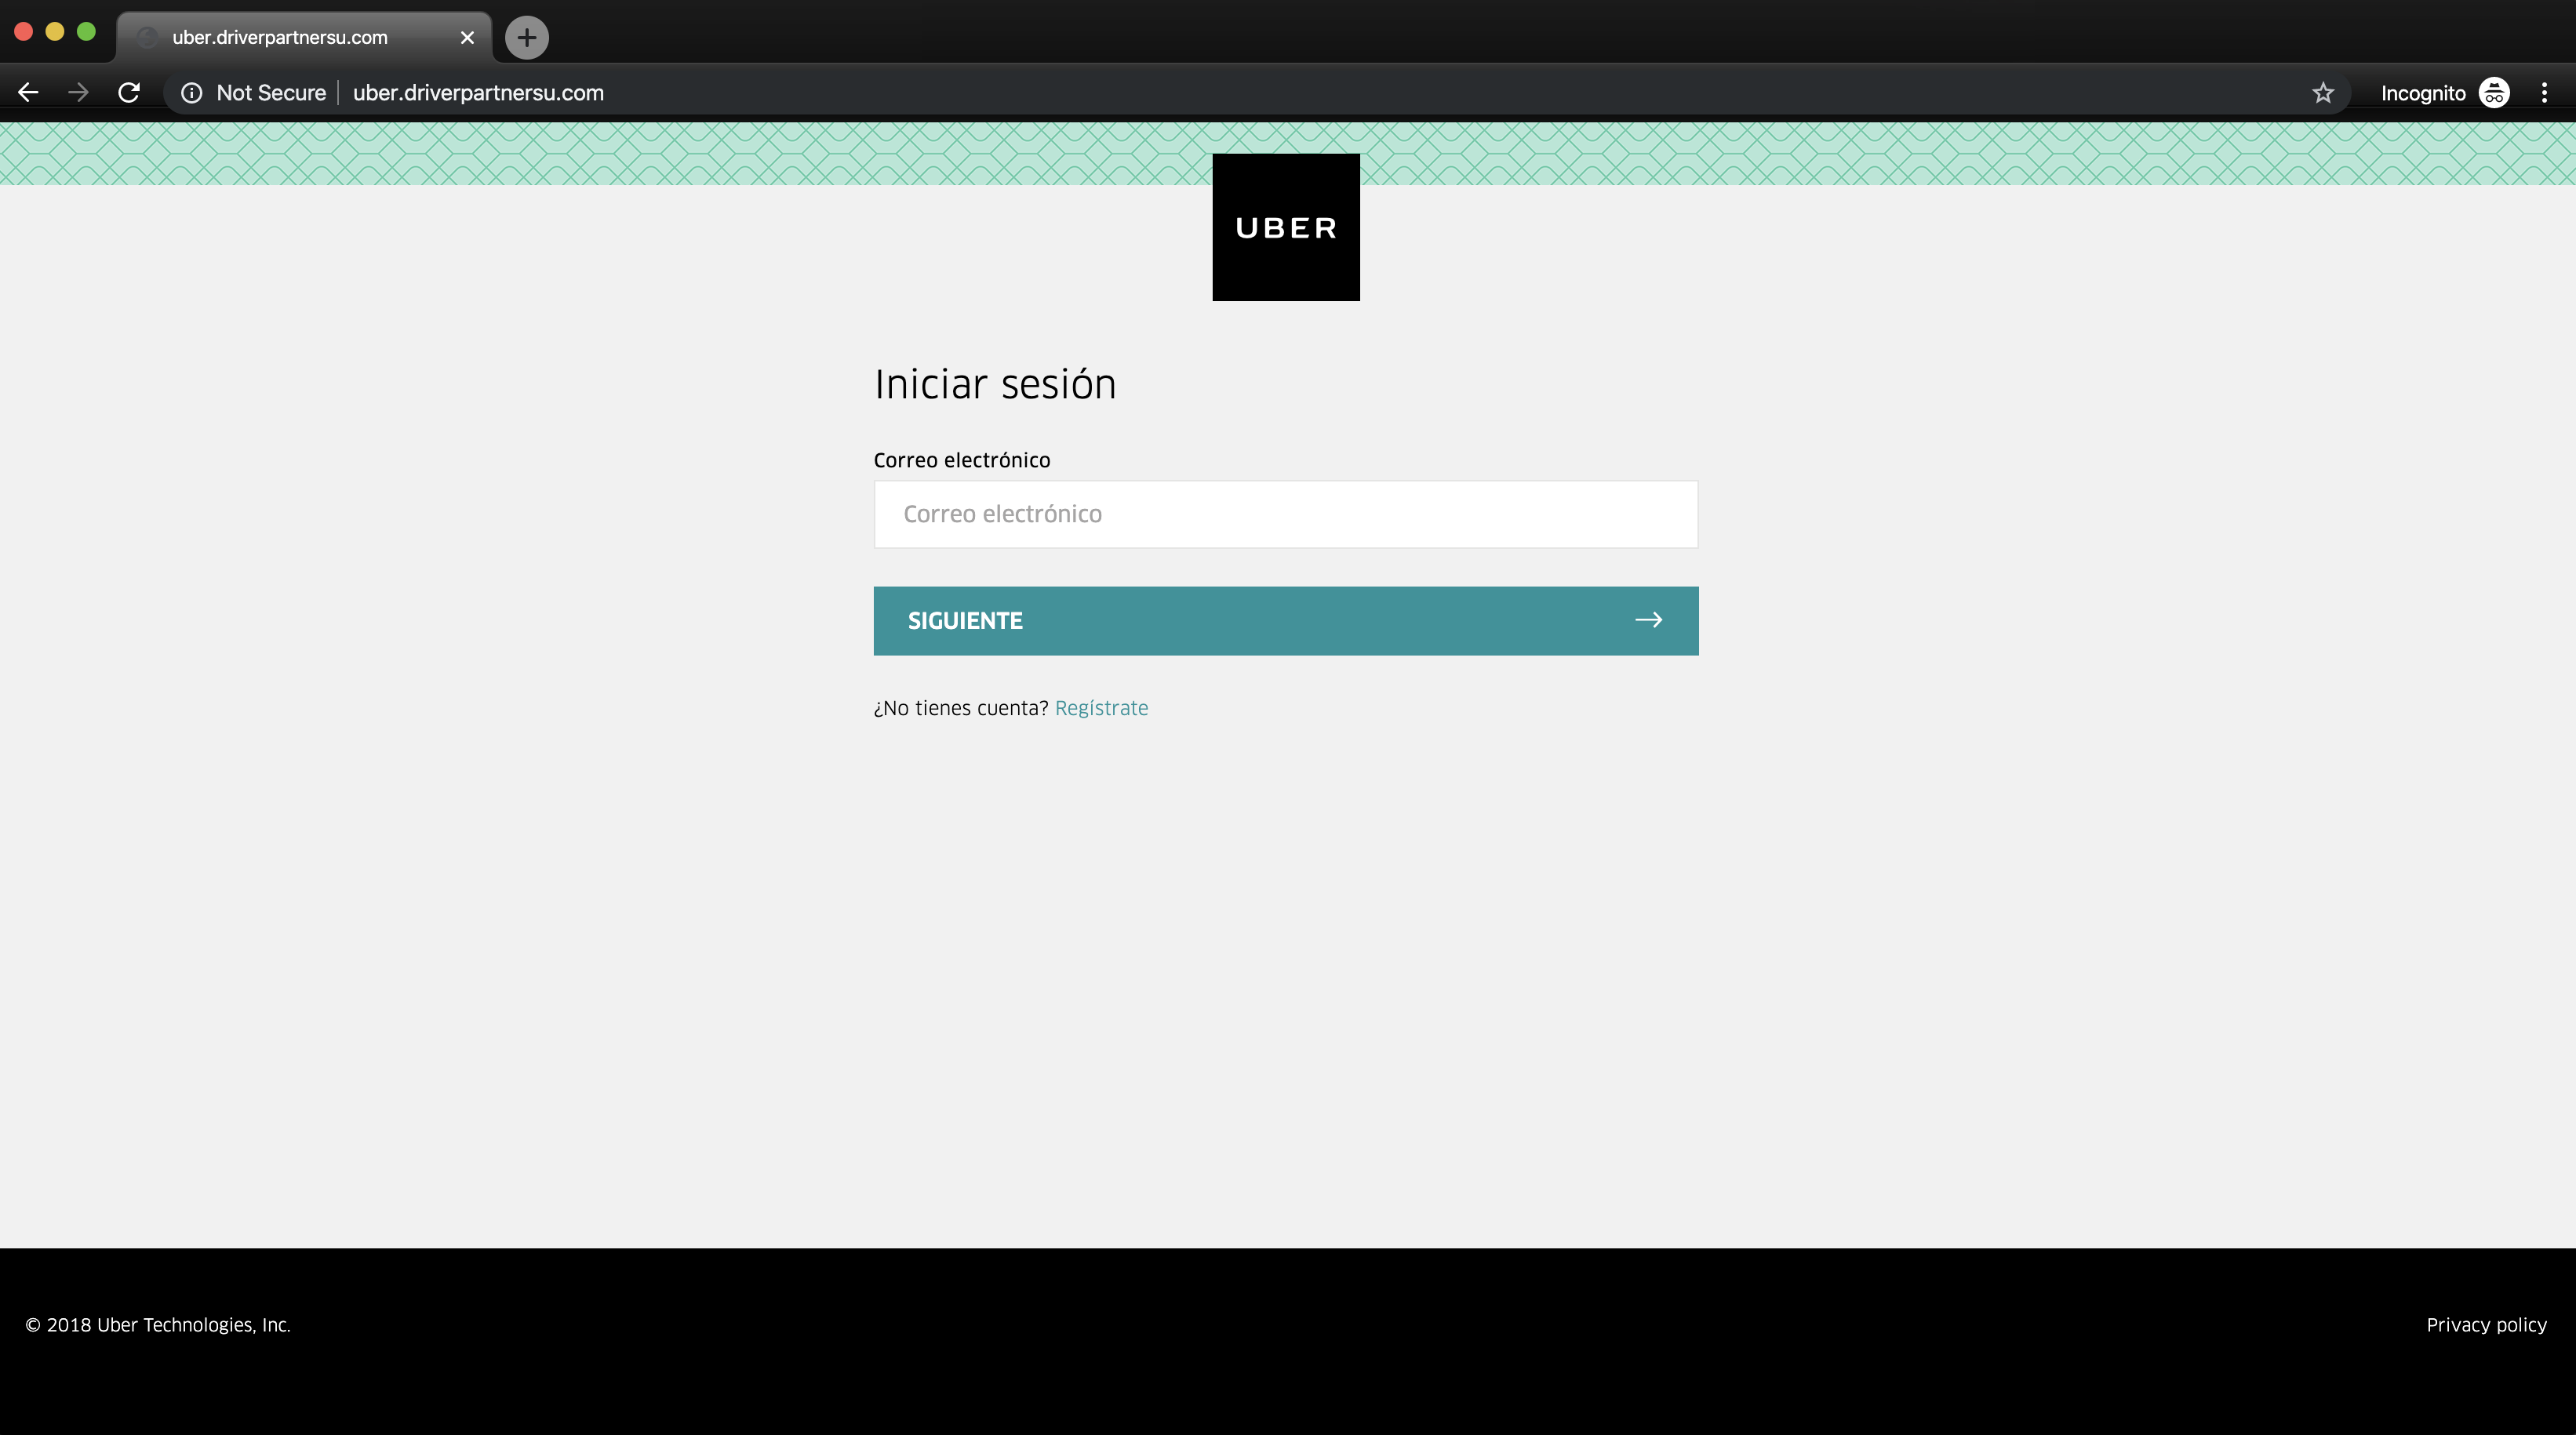 uber.driverpartnersu.com
Not Secure uber.driverpartnersu.com Incognito
UBER
Iniciar sesión
Correo electrónico
Correo electrónico
SIGUIENTE
¿No tienes cuenta? Regístrate
© 2018 Uber Technologies, Inc. Privacy policy